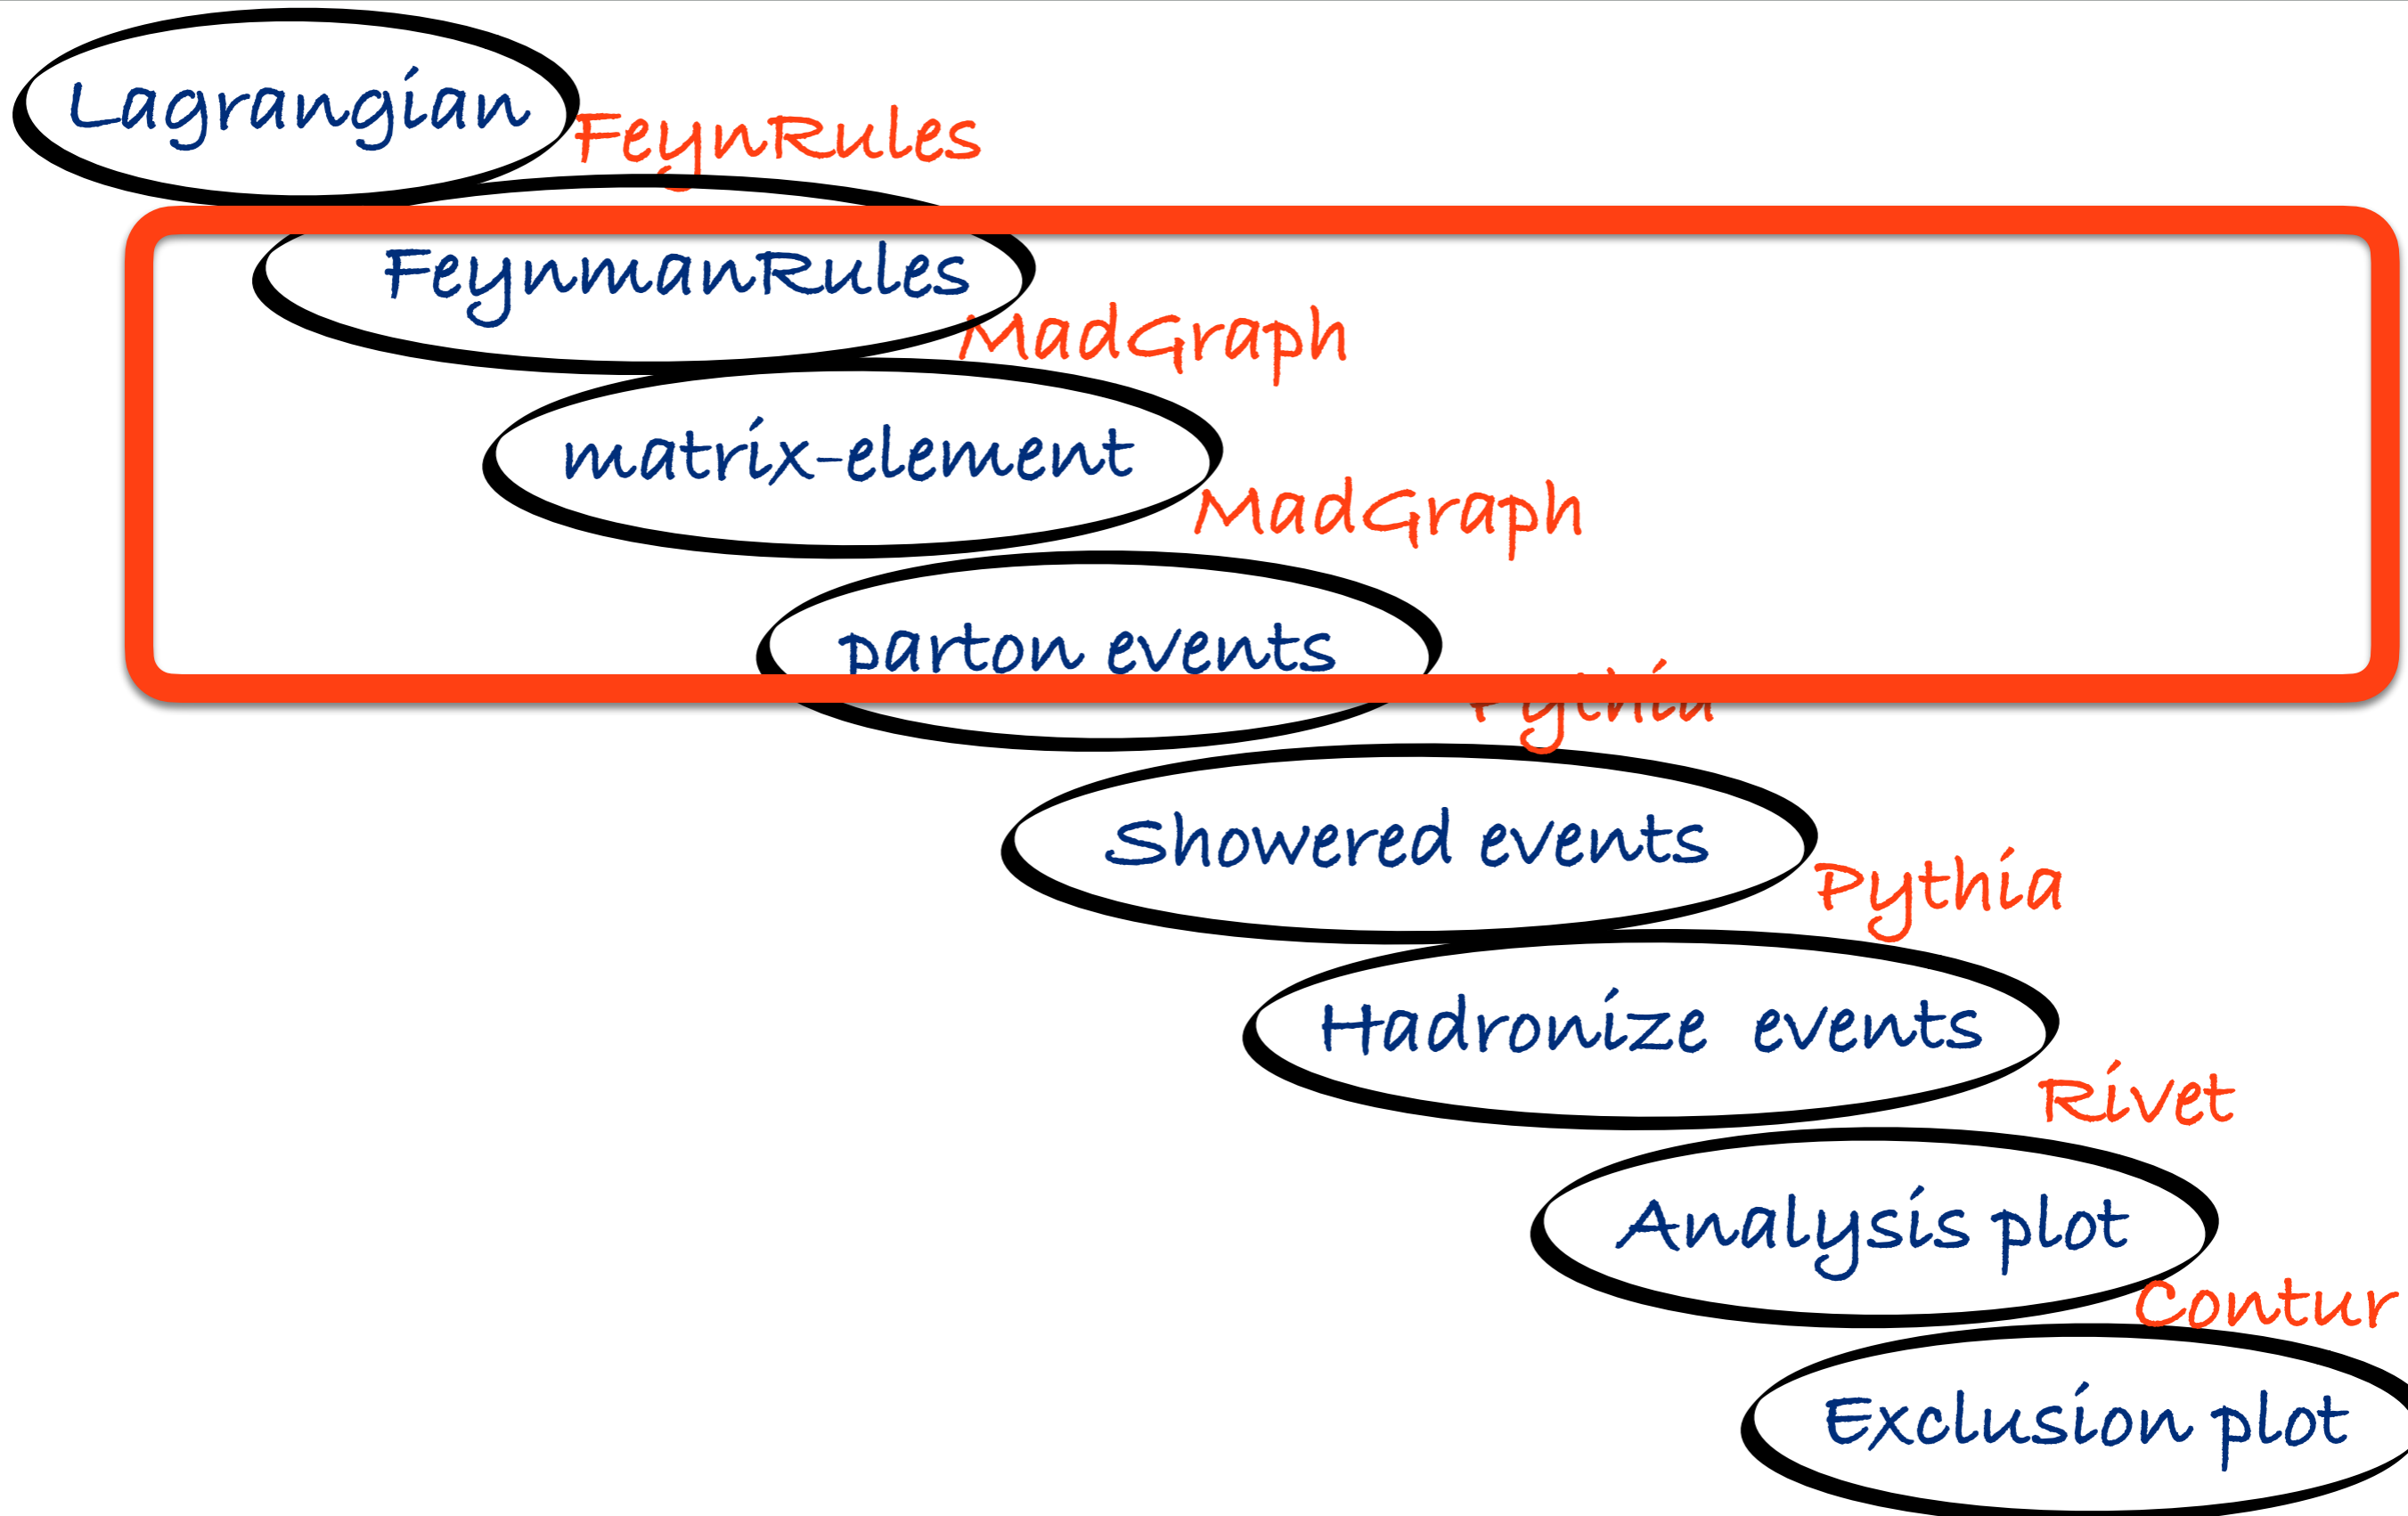 Lagrangian
FeynRules
FeynmanRules
MadGraph
matrix-element
MadGraph
parton events
Pythia
Showered events
Pythia
Hadronize events
Rivet
Analysis plot
Contur
Exclusion plot